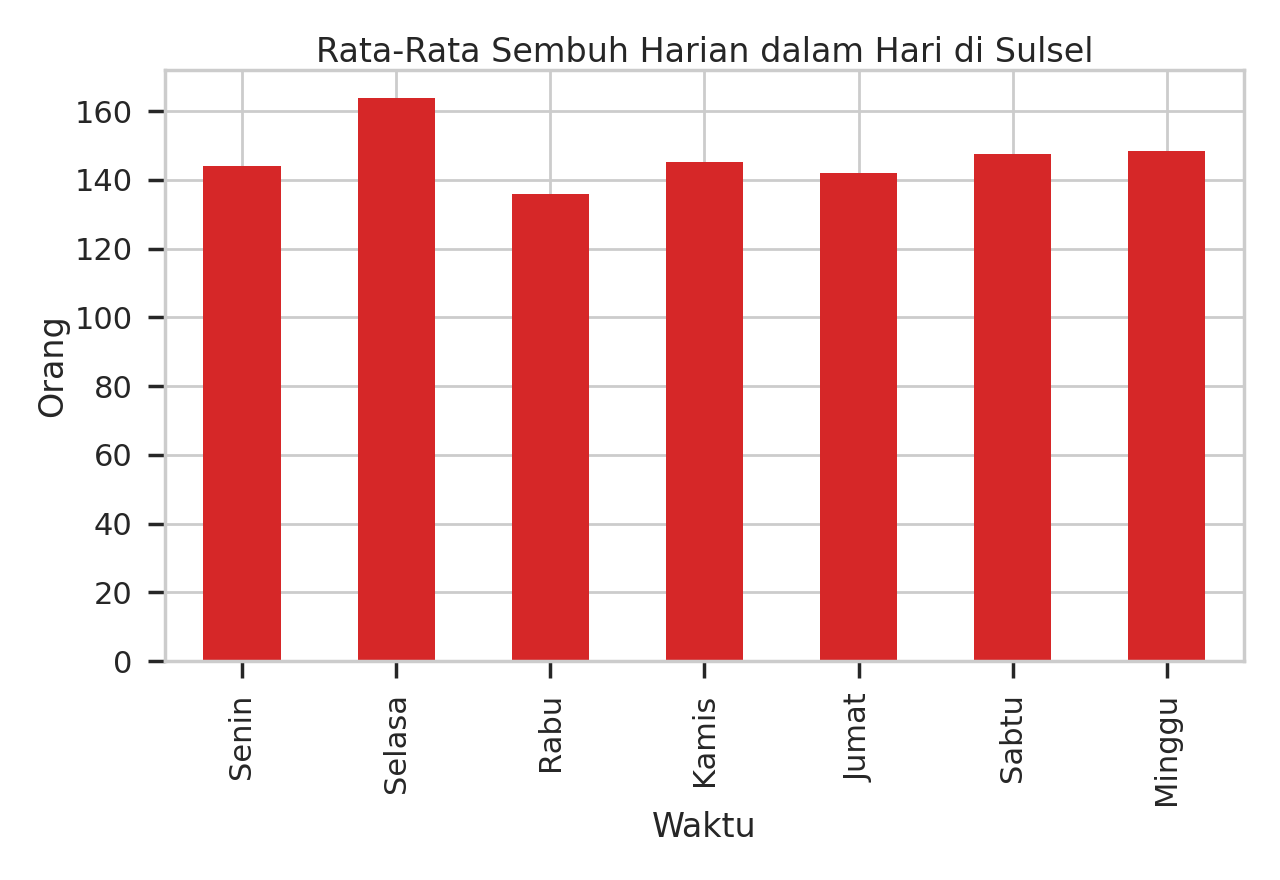 Rata-Rata Sembuh Harian dalam Hari di Sulsel
Orang
160
140
120
100
80
60
40
20
0
Senin
Selasa
Rabu
Kamis
Jumat
Sabtu
Minggu
Waktu